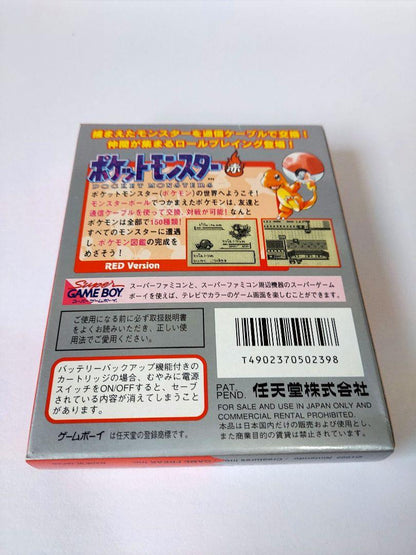 捕まえたモンスターを通信ケーブルで交換！
仲間が集まるロールプレイング登場！
ポケットモンスター 赤
POCKET MONSTERS
ポケットモンスター(ポケモン)の世界へようこそ！
モンスターボールでつかまえたポケモンは、友達と
通信ケーブルを使って交換、対戦が可能！なんと
ポケモンは全部で150種類！
すべてのモンスターに遭遇
し、ポケモン図鑑の完成を
めざそう！
RED Version
Super
GAME BOY
スーパーゲームボーイ
スーパーファミコンと、スーパーファミコン周辺機器のスーパーゲーム
ボーイを使えば、テレビでカラーのゲーム画面を楽しむことができます。
ご使用になる前に必ず取扱説明書
をよくお読みいただき、正しい使
用法でご愛用ください。
T4902370502398
バッテリーバックアップ機能付きの
カートリッジの場合、むやみに電源
スイッチをON/OFFすると、セーブ
されている内容が消えてしまうこと
があります。
PAT.
PEND.
任天堂株式会社
FOR SALE AND USE IN JAPAN ONLY AND
COMMERCIAL RENTAL PROHIBITED.
本品は日本国内だけの販売および使用とし、
また商業目的の賃貸は禁止されています。
ゲームボーイ は任天堂の登録商標です。